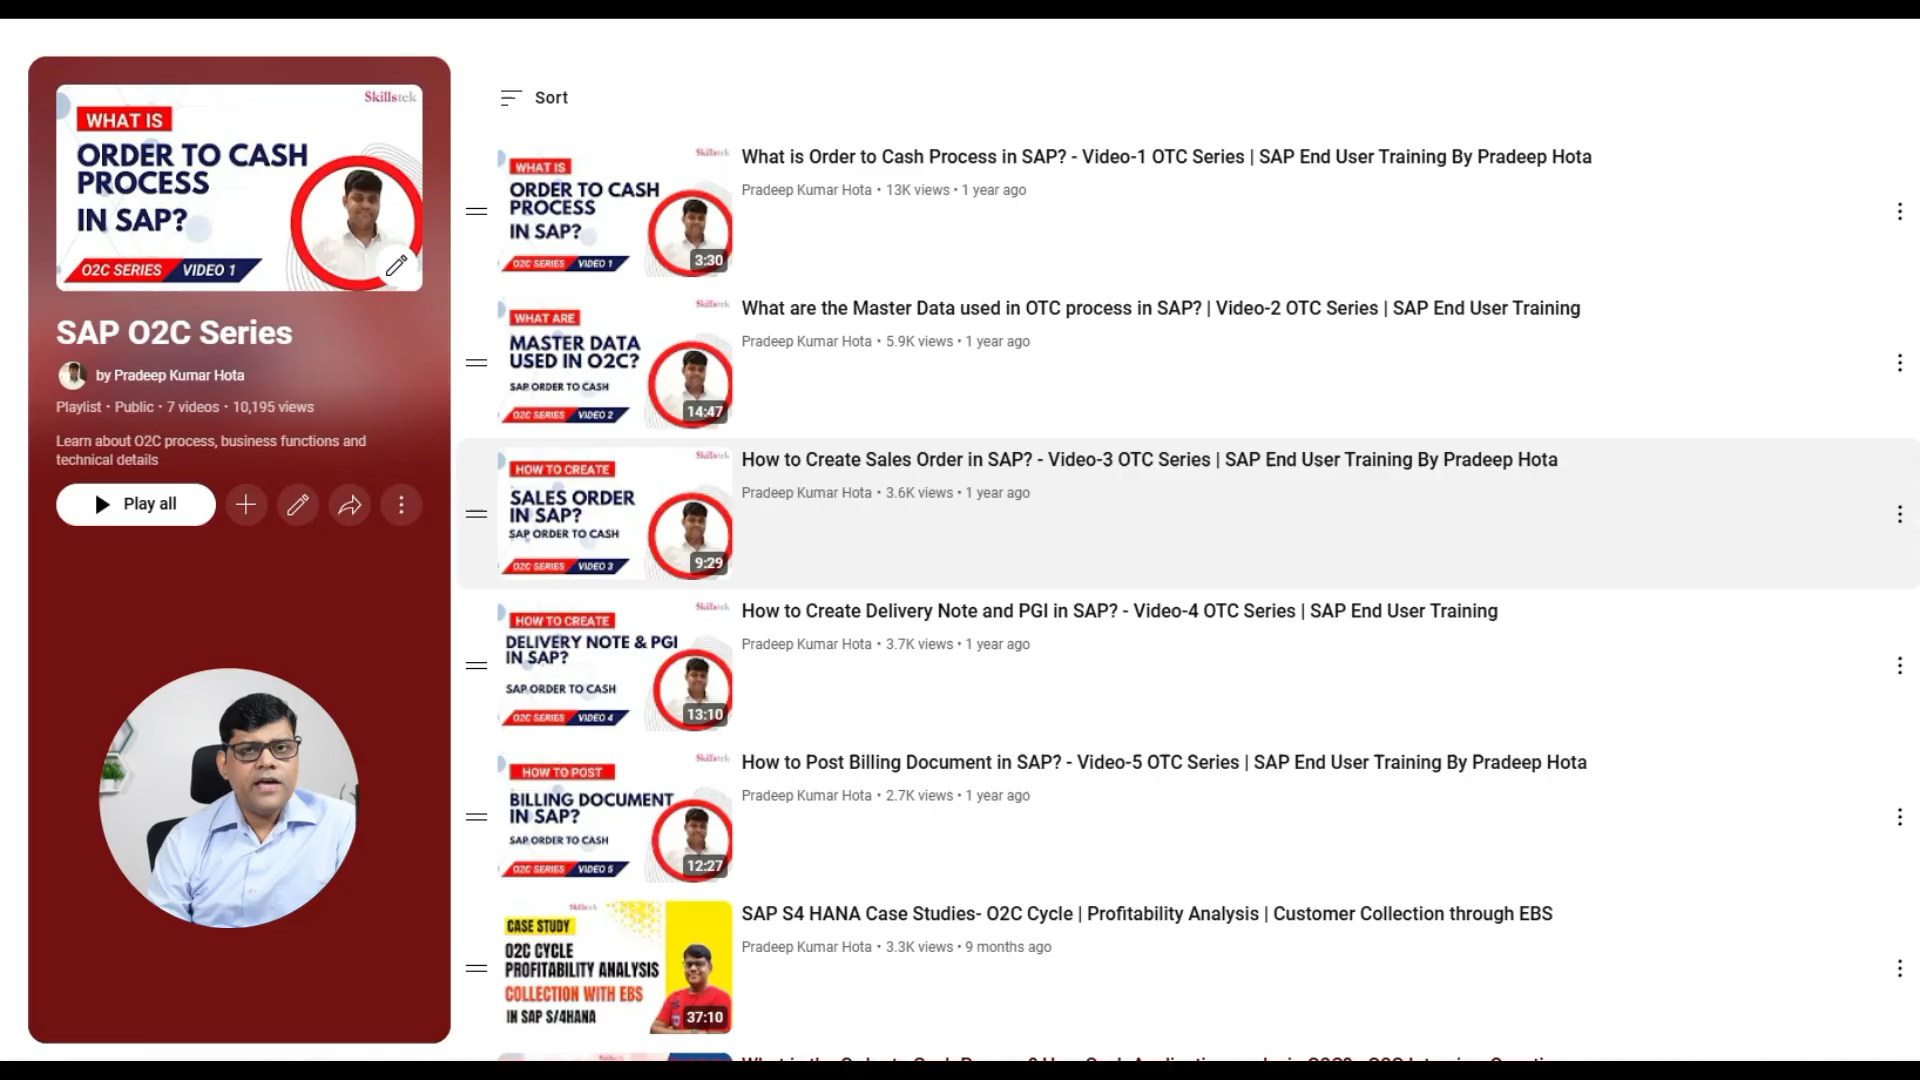 Skillstek
WHAT IS
ORDER TO CASH
PROCESS
IN SAP?
O2C SERIES VIDEO 1
SAP O2C Series
by Pradeep Kumar Hota
Playlist • Public • 7 videos • 10,195 views
Learn about O2C process, business functions and
technical details
Play all
Sort
Skillstek
WHAT IS
ORDER TO CASH
PROCESS
IN SAP?
O2C SERIES VIDEO 1
3:30
What is Order to Cash Process in SAP? - Video-1 OTC Series | SAP End User Training By Pradeep Hota
Pradeep Kumar Hota • 13K views • 1 year ago
Skillstek
WHAT ARE
MASTER DATA
USED IN O2C?
SAP ORDER TO CASH
O2C SERIES VIDEO 2
14:47
What are the Master Data used in OTC process in SAP? | Video-2 OTC Series | SAP End User Training
Pradeep Kumar Hota • 5.9K views • 1 year ago
Skillstek
HOW TO CREATE
SALES ORDER
IN SAP?
SAP ORDER TO CASH
O2C SERIES VIDEO 3
9:29
How to Create Sales Order in SAP? - Video-3 OTC Series | SAP End User Training By Pradeep Hota
Pradeep Kumar Hota • 3.6K views • 1 year ago
Skillstek
HOW TO CREATE
DELIVERY NOTE & PGI
IN SAP?
SAP ORDER TO CASH
O2C SERIES VIDEO 4
13:10
How to Create Delivery Note and PGI in SAP? - Video-4 OTC Series | SAP End User Training
Pradeep Kumar Hota • 3.7K views • 1 year ago
Skillstek
HOW TO POST
BILLING DOCUMENT
IN SAP?
SAP ORDER TO CASH
O2C SERIES VIDEO 5
12:27
How to Post Billing Document in SAP? - Video-5 OTC Series | SAP End User Training By Pradeep Hota
Pradeep Kumar Hota • 2.7K views • 1 year ago
Skillstek
CASE STUDY
O2C CYCLE
PROFITABILITY ANALYSIS
COLLECTION WITH EBS
IN SAP S/4HANA
37:10
SAP S4 HANA Case Studies- O2C Cycle | Profitability Analysis | Customer Collection through EBS
Pradeep Kumar Hota • 3.3K views • 9 months ago